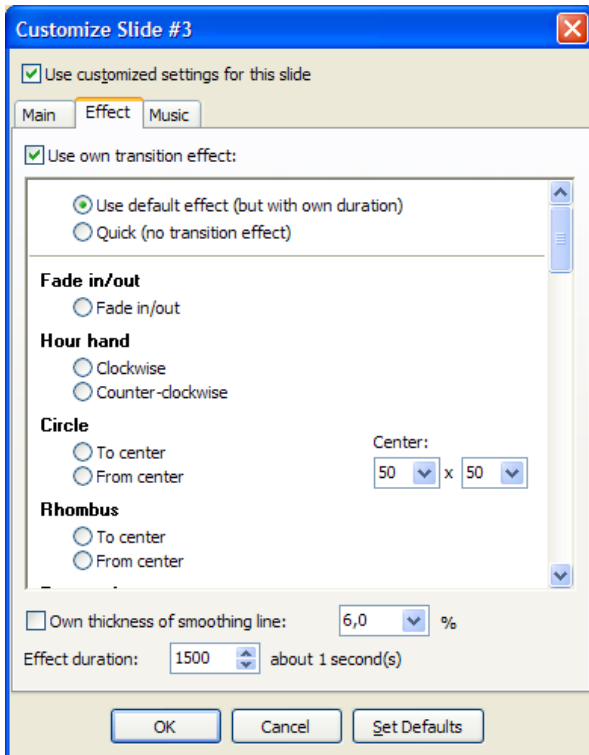 Customize Slide #3
Use customized settings for this slide
Main Effect Music
Use own transition effect:
Use default effect (but with own duration)
Quick (no transition effect)
Fade in/out
Fade in/out
Hour hand
Clockwise
Counter-clockwise
Circle
To center
From center
Center:
50 x 50
Rhombus
To center
From center
Own thickness of smoothing line: 6,0 %
Effect duration: 1500 about 1 second(s)
OK Cancel Set Defaults